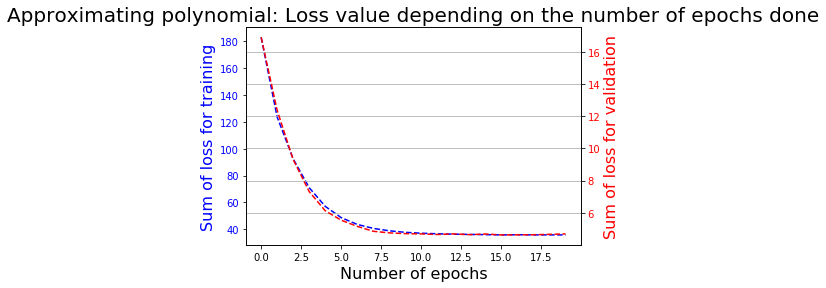 Approximating polynomial: Loss value depending on the number of epochs done
Sum of loss for training
180
160
140
120
100
80
60
40
16
14
12
10
8
6
Sum of loss for validation
0.0 2.5 5.0 7.5 10.0 12.5 15.0 17.5
Number of epochs